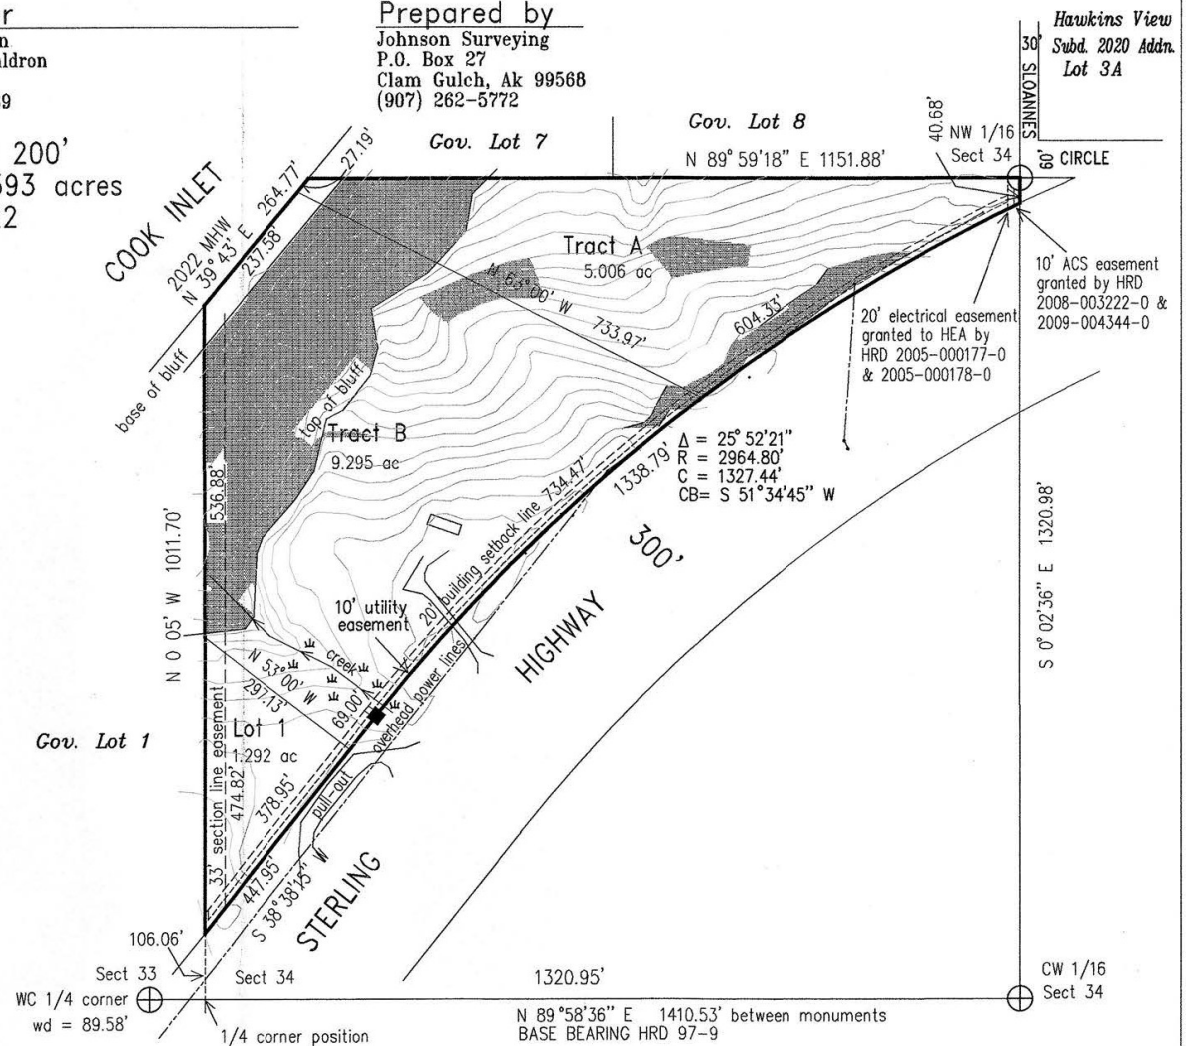 r
n
ldron
9
200'
593 acres
2
Prepared by
Johnson Surveying
P.O. Box 27
Clam Gulch, Ak 99568
(907) 262-5772
Hawkins View
Subd. 2020 Addn.
Lot 3A
30'
SLOANNES
60' CIRCLE
40.68'
NW 1/16
Sect 34
Gov. Lot 7
Gov. Lot 8
N 89°59'18" E 1151.88'
27.19'
264.77'
COOK INLET
2022 MHW
N 39°43' E
237.58'
base of bluff
top of bluff
Tract A
5.006 ac
N 63°00' W 733.97'
604.33'
10' ACS easement
granted by HRD
2008-003222-0 &
2009-004344-0
20' electrical easement
granted to HEA by
HRD 2005-000177-0
& 2005-000178-0
Tract B
9.295 ac
Δ = 25°52'21"
R = 2964.80'
C = 1327.44'
CB= S 51°34'45" W
1338.79'
734.47'
20' building setback line
536.88'
N 0°05' W 1011.70'
300'
HIGHWAY
S 0°02'36" E 1320.98'
10' utility
easement
creek
N 53°00' W
297.13'
69.00'
overhead power lines
Lot 1
1.292 ac
Gov. Lot 1
33' section line easement
474.82'
378.95'
pull-out
447.95'
S 38°38'15" W
STERLING
106.06'
Sect 33
Sect 34
1320.95'
CW 1/16
Sect 34
WC 1/4 corner
wd = 89.58'
1/4 corner position
N 89°58'36" E 1410.53' between monuments
BASE BEARING HRD 97-9